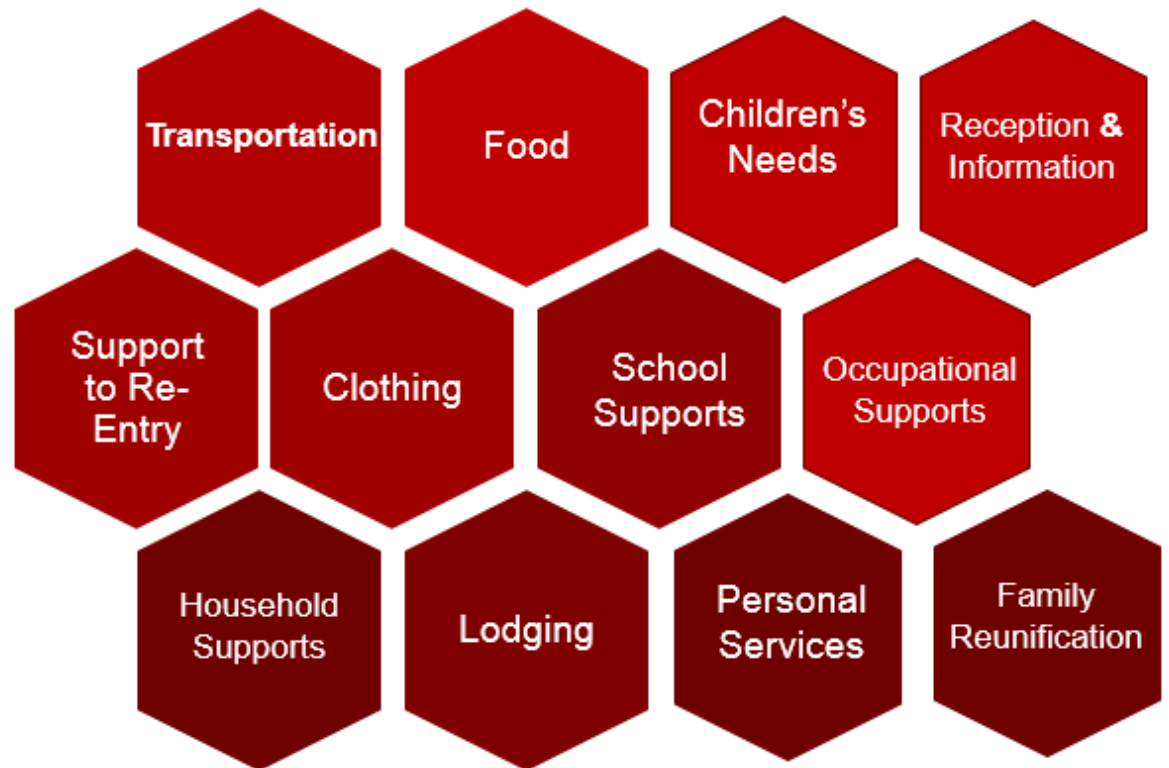 Transportation
Food
Children’s
Needs
Reception &
Information
Support
to Re-
Entry
Clothing
School
Supports
Occupational
Supports
Household
Supports
Lodging
Personal
Services
Family
Reunification